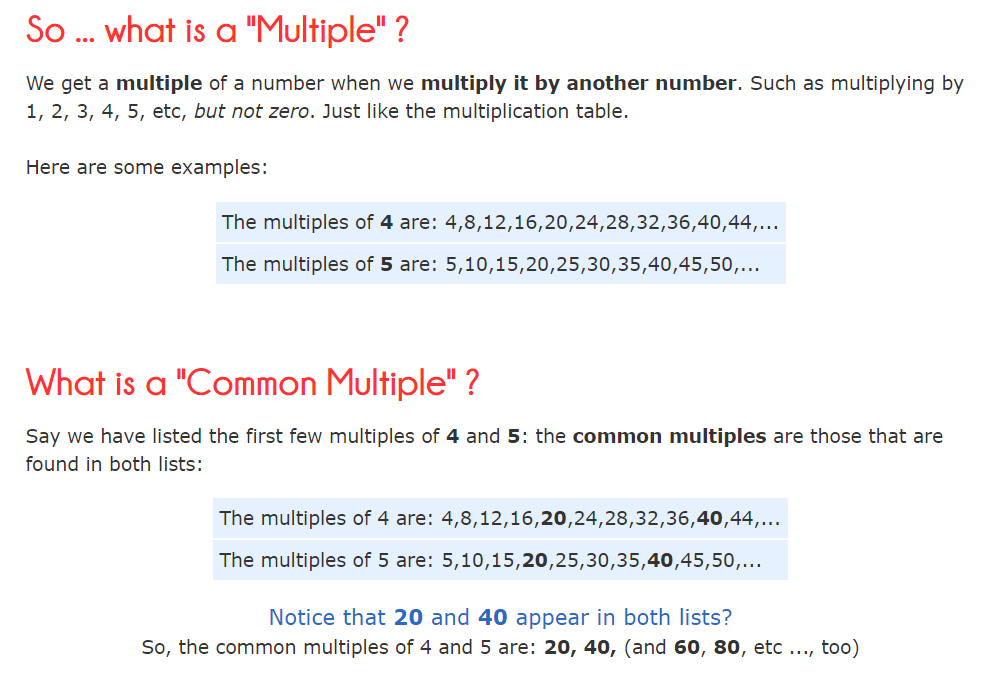 So ... what is a "Multiple" ?
We get a multiple of a number when we multiply it by another number. Such as multiplying by
1, 2, 3, 4, 5, etc, but not zero. Just like the multiplication table.
Here are some examples:
The multiples of 4 are: 4,8,12,16,20,24,28,32,36,40,44,...
The multiples of 5 are: 5,10,15,20,25,30,35,40,45,50,...
What is a "Common Multiple" ?
Say we have listed the first few multiples of 4 and 5: the common multiples are those that are
found in both lists:
The multiples of 4 are: 4,8,12,16,20,24,28,32,36,40,44,...
The multiples of 5 are: 5,10,15,20,25,30,35,40,45,50,...
Notice that 20 and 40 appear in both lists?
So, the common multiples of 4 and 5 are: 20, 40, (and 60, 80, etc ..., too)